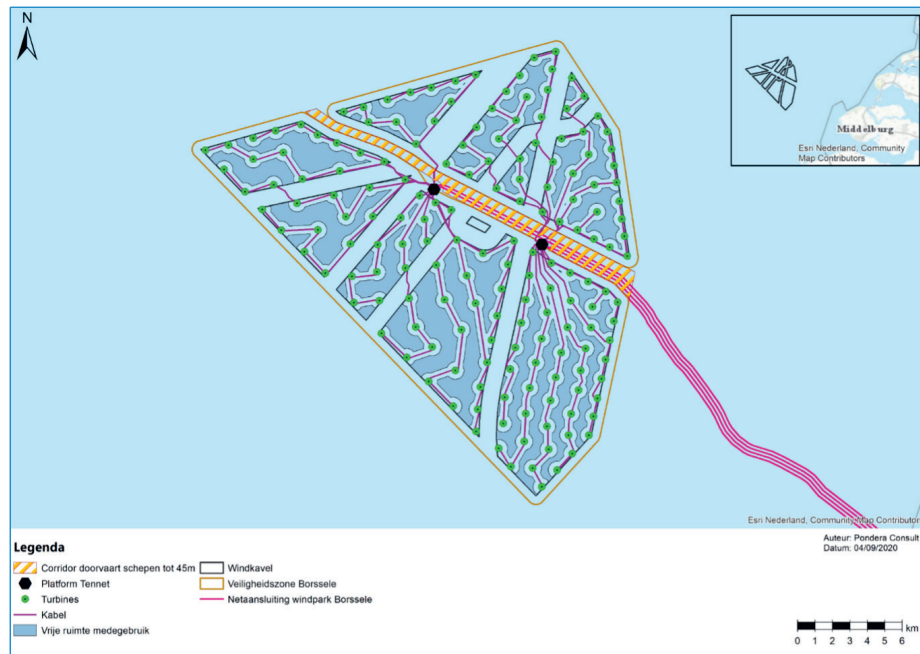 N
Middelburg
Esri Nederland, Community
Map Contributors
Esri Nederland, Community Map Contributor
Auteur: Pondera Consult
Datum: 04/09/2020
Legenda
Corridor doorvaart schepen tot 45m
Platform Tennet
Turbines
Kabel
Vrije ruimte medegebruik
Windkavel
Veiligheidszone Borssele
Netaansluiting windpark Borssele
km
0 1 2 3 4 5 6